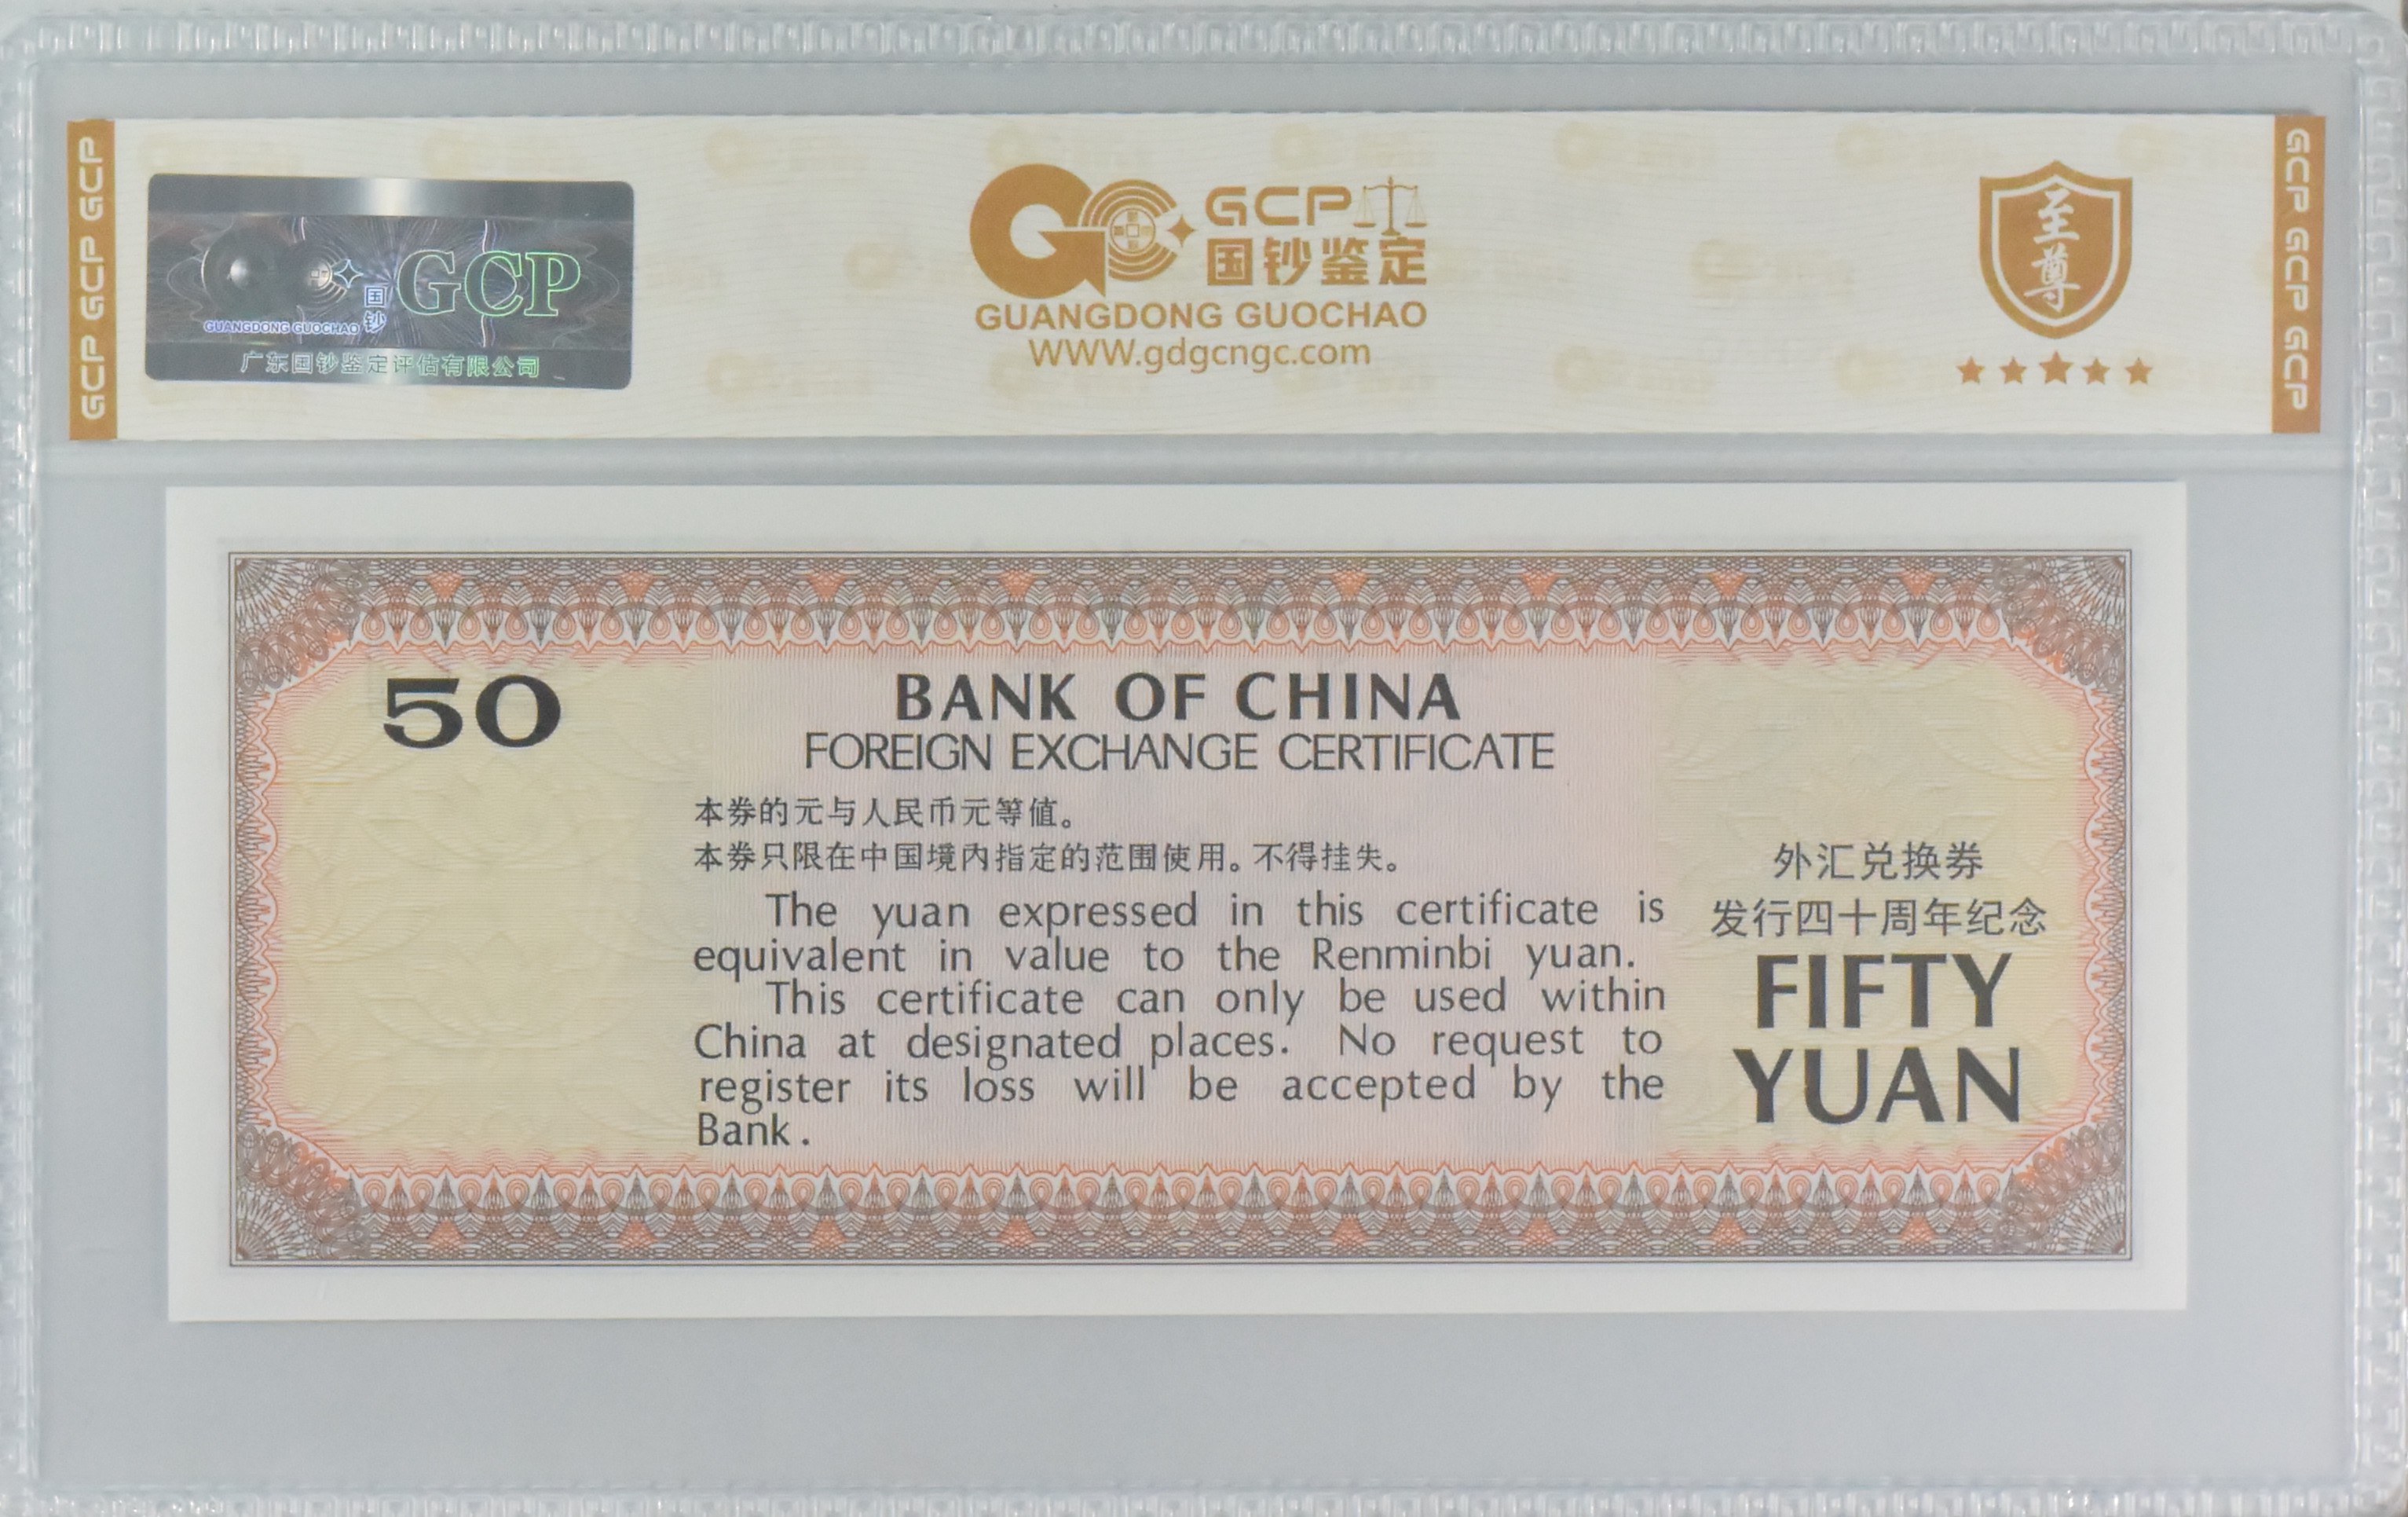 GCP GCP GCP
国钞
GCP
GUANGDONG GUOCHAO
广东国钞鉴定评估有限公司
GCP
国钞鉴定
GUANGDONG GUOCHAO
WWW.gdgcngc.com
至尊
GCP GCP GCP
50
BANK OF CHINA
FOREIGN EXCHANGE CERTIFICATE
本券的元与人民币元等值。
本券只限在中国境内指定的范围使用。不得挂失。
The yuan expressed in this certificate is
equivalent in value to the Renminbi yuan.
This certificate can only be used within
China at designated places. No request to
register its loss will be accepted by the
Bank.
外汇兑换券
发行四十周年纪念
FIFTY
YUAN